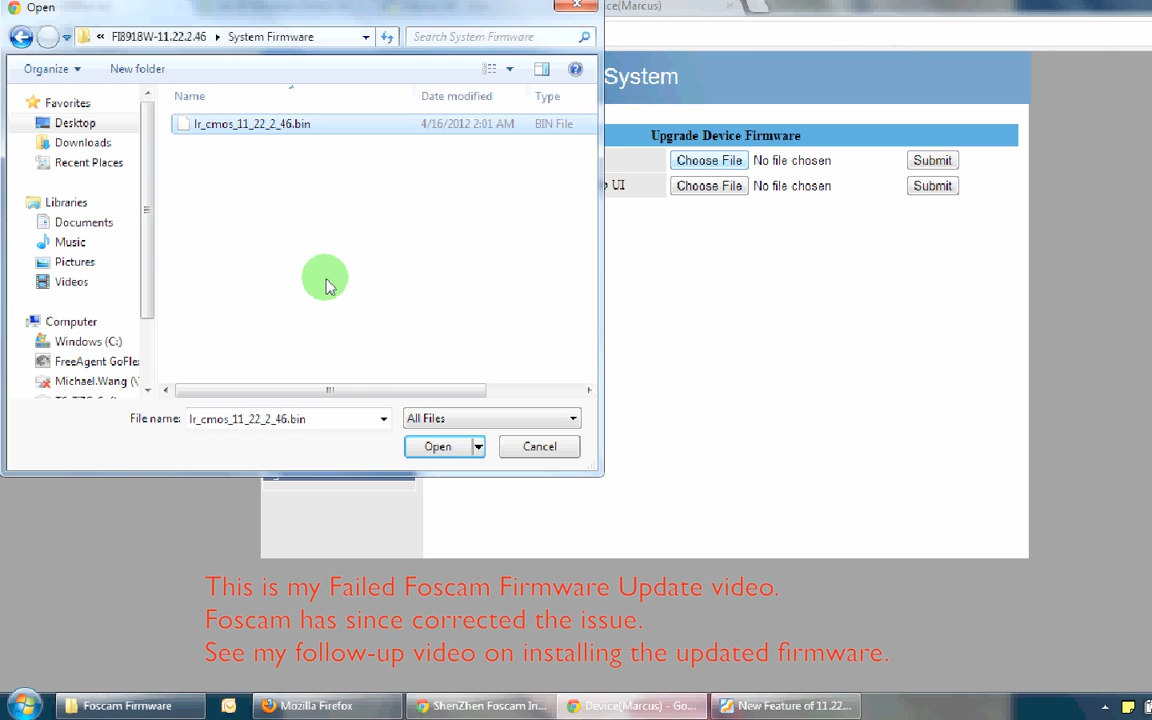 Open
Device(Marcus)
« FI8918W-11.22.2.46 System Firmware
Search System Firmware
System
Organize New folder
Name Date modified Type
Favorites
lr_cmos_11_22_2_46.bin 4/16/2012 2:01 AM BIN File
Desktop
Downloads
Recent Places
Libraries
Documents
Music
Pictures
Videos
Computer
Windows (C:)
FreeAgent GoFle
Michael.Wang (\
File name: lr_cmos_11_22_2_46.bin All Files
Open Cancel
Upgrade Device Firmware
Choose File No file chosen Submit
UI Choose File No file chosen Submit
This is my Failed Foscam Firmware Update video.
Foscam has since corrected the issue.
See my follow-up video on installing the updated firmware.
Foscam Firmware Mozilla Firefox ShenZhen Foscam In... Device(Marcus) - Go... New Feature of 11.22...